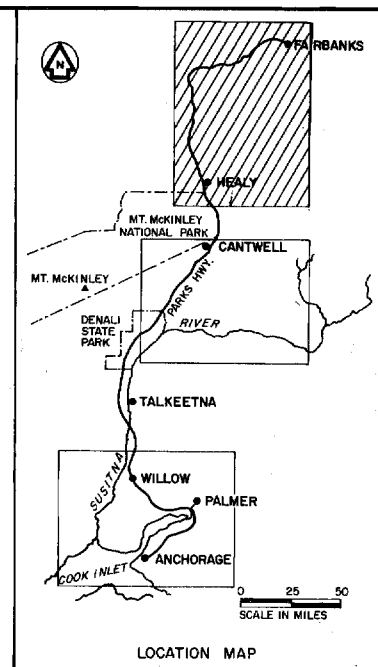 N
FAIRBANKS
HEALY
MT. McKINLEY
NATIONAL PARK
CANTWELL
MT. McKINLEY
PARKS HWY.
DENALI
STATE
PARK
RIVER
TALKEETNA
SUSITNA
WILLOW
PALMER
ANCHORAGE
COOK INLET
0 25 50
SCALE IN MILES
LOCATION MAP